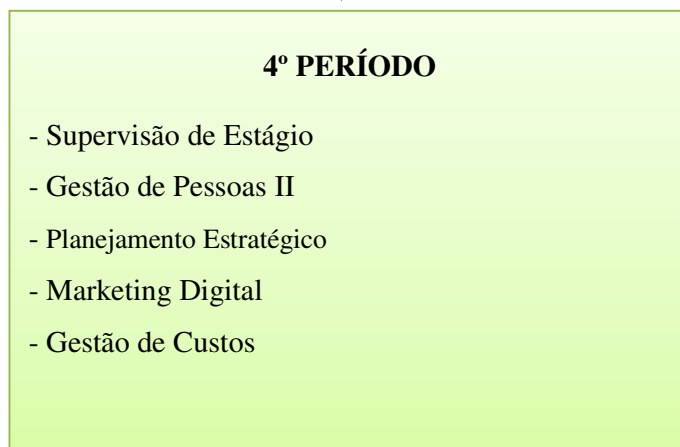 4º PERÍODO
- Supervisão de Estágio
- Gestão de Pessoas II
- Planejamento Estratégico
- Marketing Digital
- Gestão de Custos